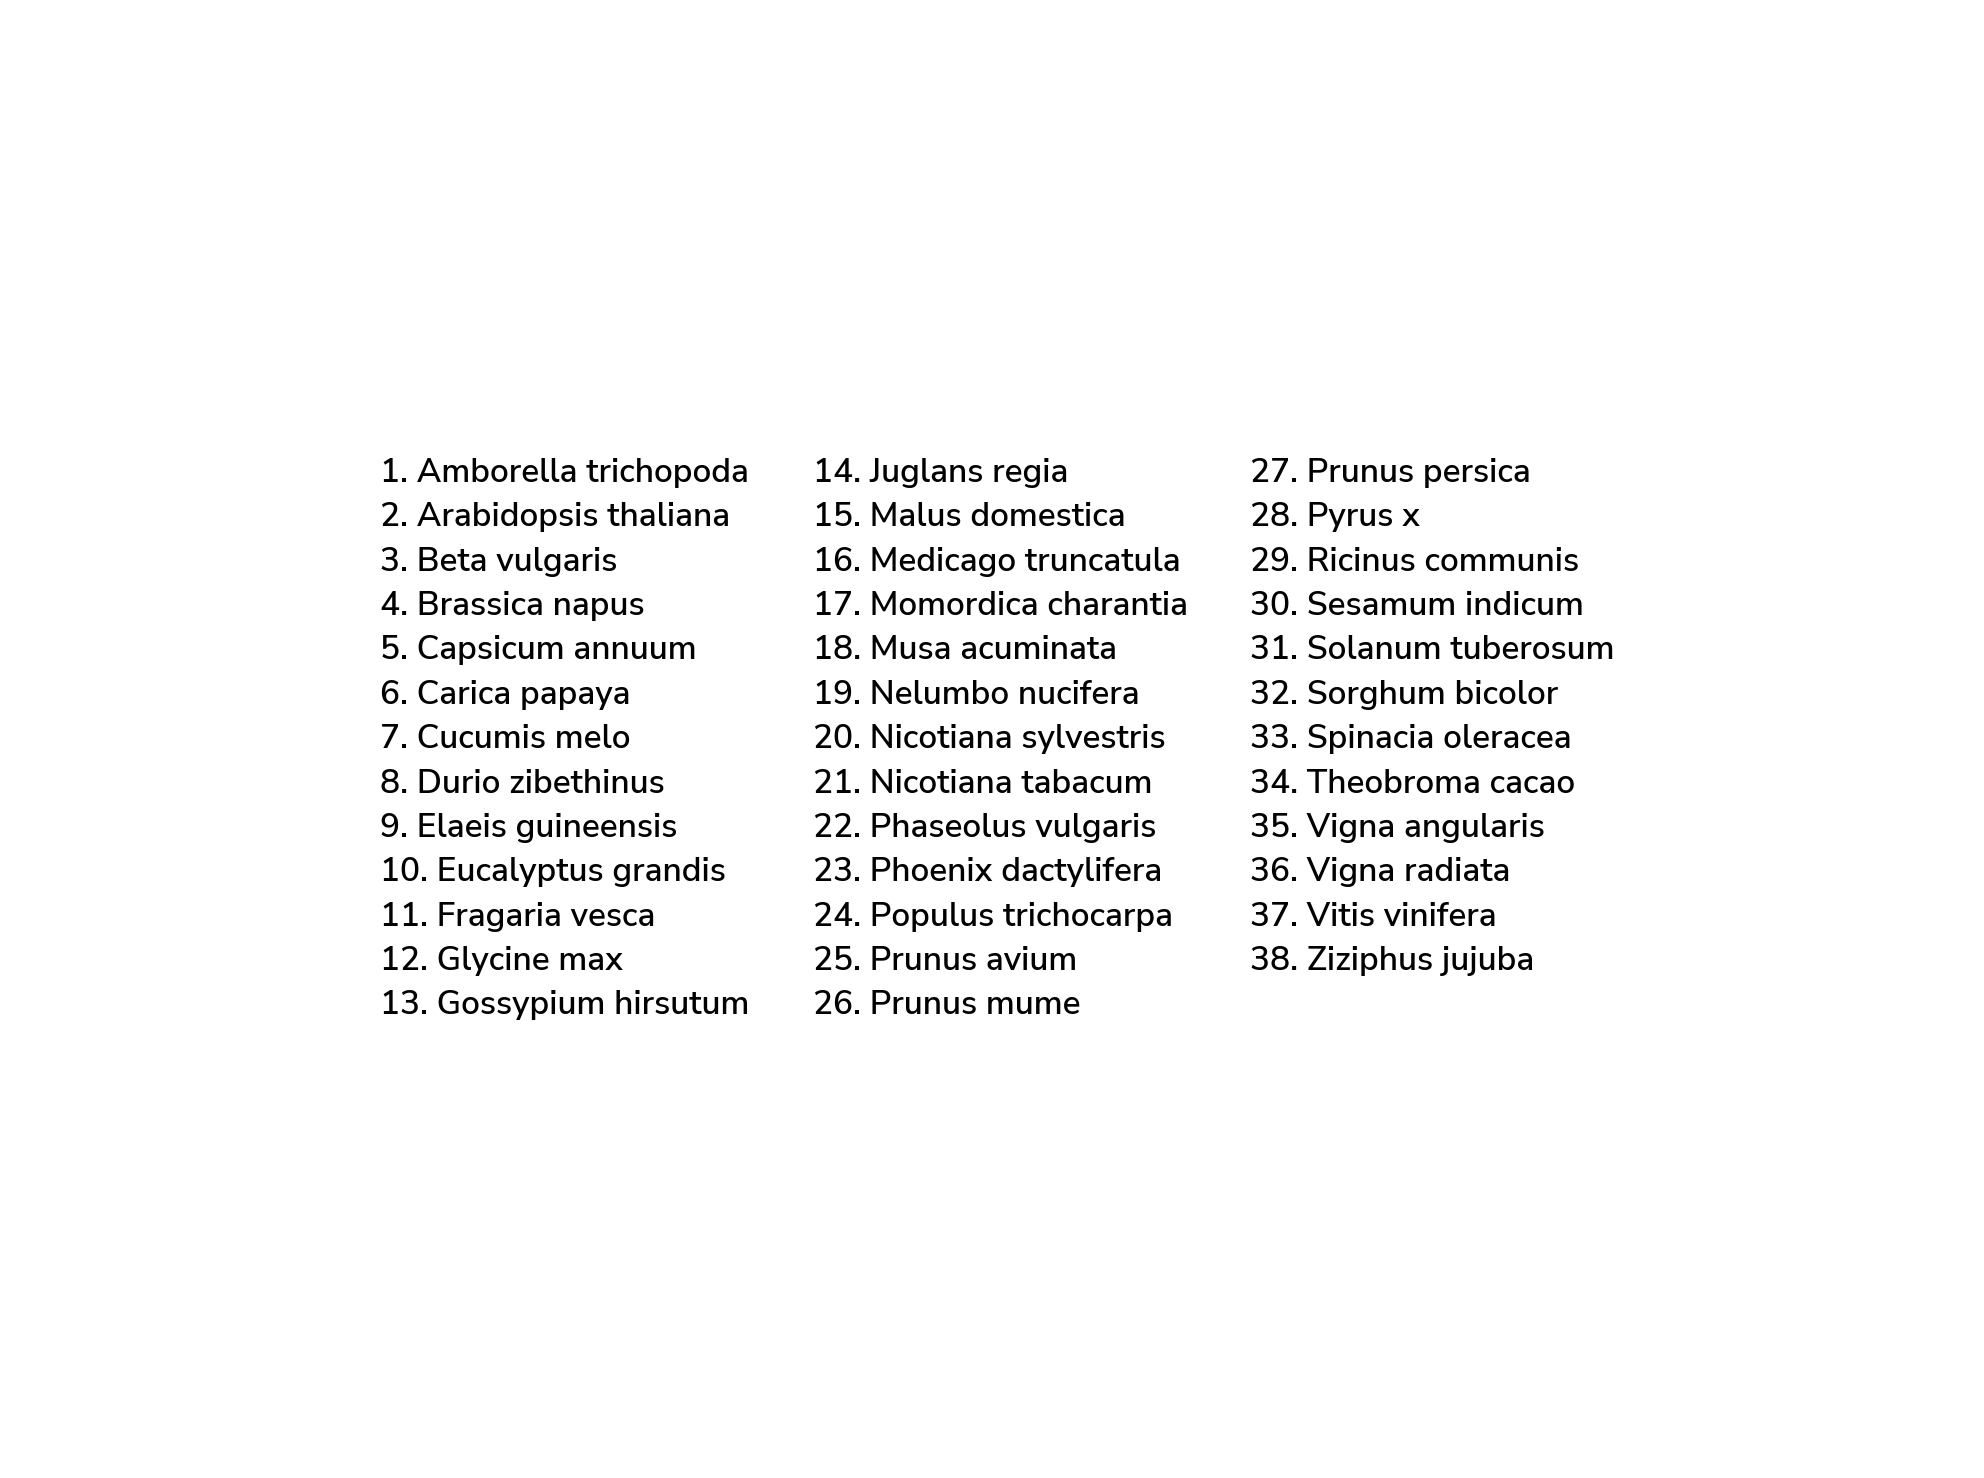 1. Amborella trichopoda
2. Arabidopsis thaliana
3. Beta vulgaris
4. Brassica napus
5. Capsicum annuum
6. Carica papaya
7. Cucumis melo
8. Durio zibethinus
9. Elaeis guineensis
10. Eucalyptus grandis
11. Fragaria vesca
12. Glycine max
13. Gossypium hirsutum
14. Juglans regia
15. Malus domestica
16. Medicago truncatula
17. Momordica charantia
18. Musa acuminata
19. Nelumbo nucifera
20. Nicotiana sylvestris
21. Nicotiana tabacum
22. Phaseolus vulgaris
23. Phoenix dactylifera
24. Populus trichocarpa
25. Prunus avium
26. Prunus mume
27. Prunus persica
28. Pyrus x
29. Ricinus communis
30. Sesamum indicum
31. Solanum tuberosum
32. Sorghum bicolor
33. Spinacia oleracea
34. Theobroma cacao
35. Vigna angularis
36. Vigna radiata
37. Vitis vinifera
38. Ziziphus jujuba